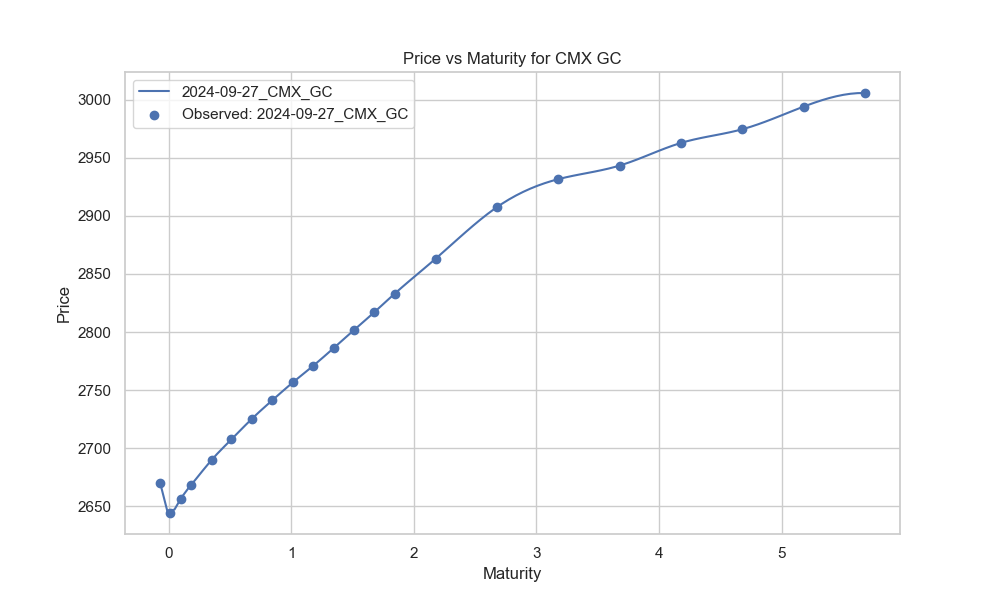 Price vs Maturity for CMX GC
2024-09-27_CMX_GC
Observed: 2024-09-27_CMX_GC
3000
2950
2900
2850
2800
2750
2700
2650
Price
0 1 2 3 4 5
Maturity